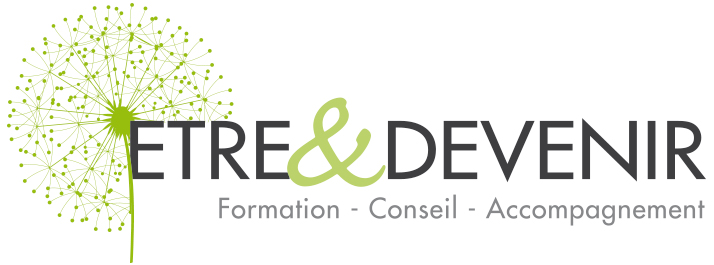 ETRE&DEVENIR
Formation - Conseil - Accompagnement